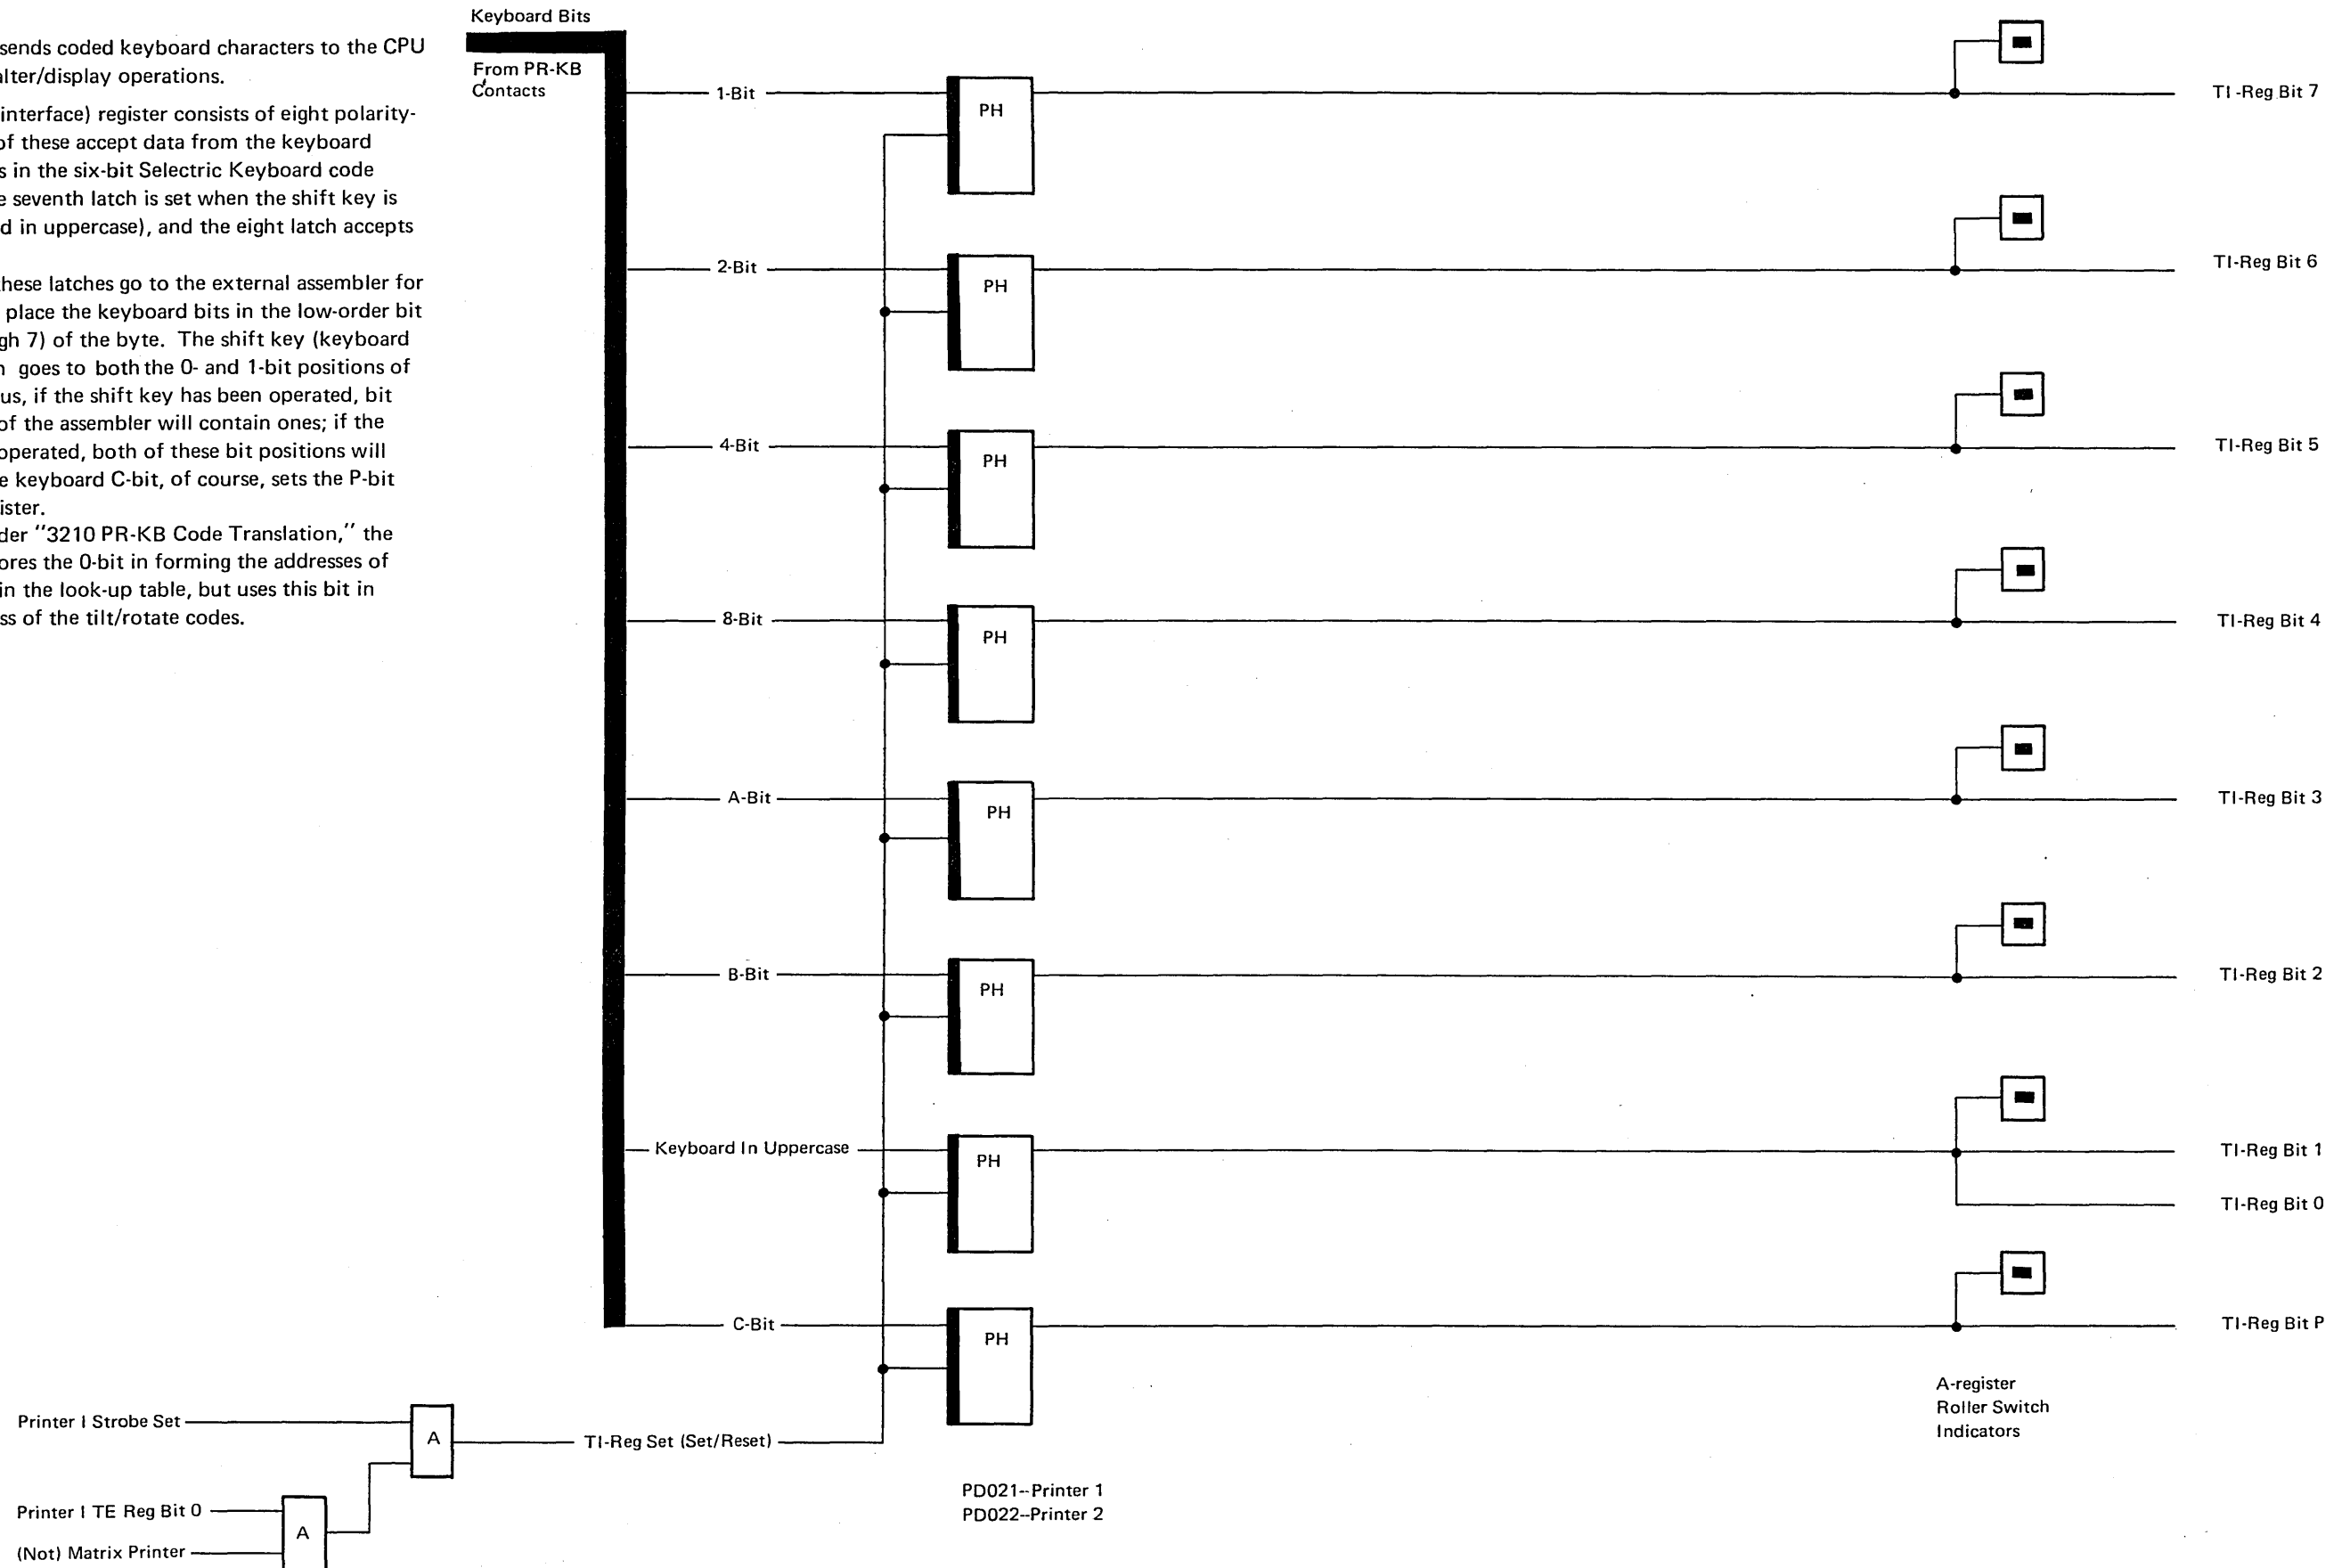 sends coded keyboard characters to the CPU
alter/display operations.
interface) register consists of eight polarity-
of these accept data from the keyboard
s in the six-bit Selectric Keyboard code
e seventh latch is set when the shift key is
d in uppercase), and the eight latch accepts
these latches go to the external assembler for
place the keyboard bits in the low-order bit
gh 7) of the byte. The shift key (keyboard
n goes to both the 0- and 1-bit positions of
us, if the shift key has been operated, bit
of the assembler will contain ones; if the
operated, both of these bit positions will
e keyboard C-bit, of course, sets the P-bit
ister.
der "3210 PR-KB Code Translation," the
ores the 0-bit in forming the addresses of
in the look-up table, but uses this bit in
ss of the tilt/rotate codes.
Keyboard Bits
From PR-KB
Contacts
1-Bit
PH
TI-Reg Bit 7
2-Bit
PH
TI-Reg Bit 6
4-Bit
PH
TI-Reg Bit 5
8-Bit
PH
TI-Reg Bit 4
A-Bit
PH
TI-Reg Bit 3
B-Bit
PH
TI-Reg Bit 2
Keyboard In Uppercase
PH
TI-Reg Bit 1
TI-Reg Bit 0
C-Bit
PH
TI-Reg Bit P
A-register
Roller Switch
Indicators
Printer I Strobe Set
A
TI-Reg Set (Set/Reset)
Printer I TE Reg Bit 0
A
(Not) Matrix Printer
PD021--Printer 1
PD022--Printer 2